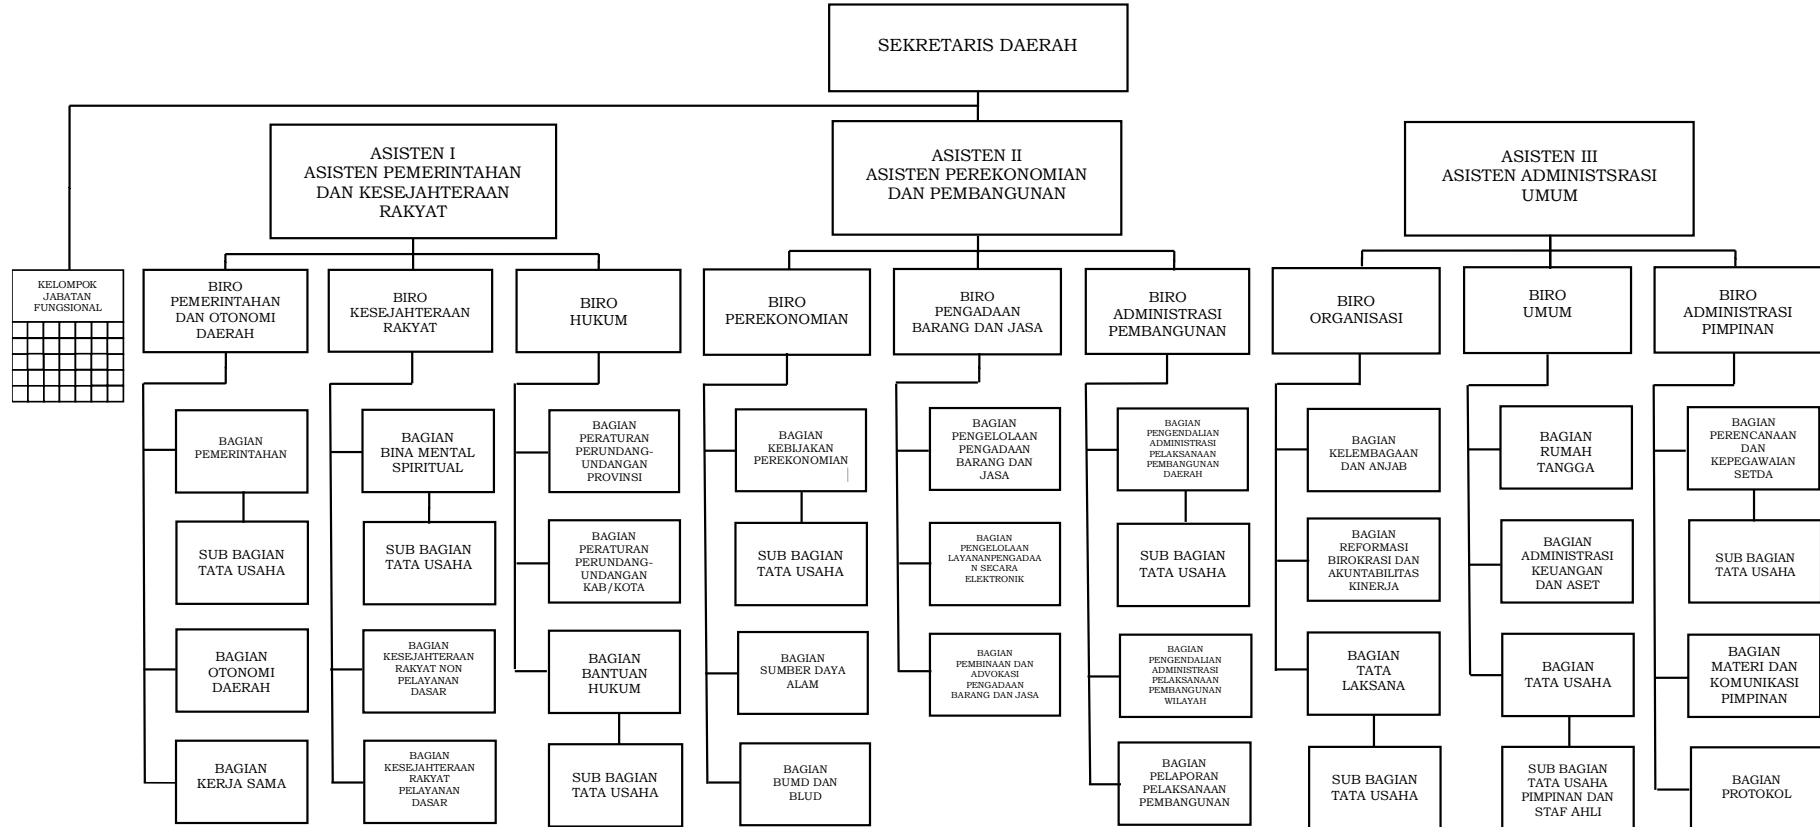 SEKRETARIS DAERAH
ASISTEN I
ASISTEN PEMERINTAHAN
DAN KESEJAHTERAAN
RAKYAT
ASISTEN II
ASISTEN PEREKONOMIAN
DAN PEMBANGUNAN
ASISTEN III
ASISTEN ADMINISTSRASI
UMUM
KELOMPOK
JABATAN
FUNGSIONAL
BIRO
PEMERINTAHAN
DAN OTONOMI
DAERAH
BIRO
KESEJAHTERAAN
RAKYAT
BIRO
HUKUM
BIRO
PEREKONOMIAN
BIRO
PENGADAAN
BARANG DAN JASA
BIRO
ADMINISTRASI
PEMBANGUNAN
BIRO
ORGANISASI
BIRO
UMUM
BIRO
ADMINISTRASI
PIMPINAN
BAGIAN
PEMERINTAHAN
BAGIAN
BINA MENTAL
SPIRITUAL
BAGIAN
PERATURAN
PERUNDANG-
UNDANGAN
PROVINSI
BAGIAN
KEBIJAKAN
PEREKONOMIAN
BAGIAN
PENGELOLAAN
PENGADAAN
BARANG DAN
JASA
BAGIAN
PENGENDALIAN
ADMINISTRASI
PELAKSANAAN
PEMBANGUNAN
DAERAH
BAGIAN
KELEMBAGAAN
DAN ANJAB
BAGIAN
RUMAH
TANGGA
BAGIAN
PERENCANAAN
DAN
KEPEGAWAIAN
SETDA
SUB BAGIAN
TATA USAHA
SUB BAGIAN
TATA USAHA
BAGIAN
PERATURAN
PERUNDANG-
UNDANGAN
KAB/KOTA
SUB BAGIAN
TATA USAHA
BAGIAN
PENGELOLAAN
LAYANANPENGADAA
N SECARA
ELEKTRONIK
SUB BAGIAN
TATA USAHA
BAGIAN
REFORMASI
BIROKRASI DAN
AKUNTABILITAS
KINERJA
BAGIAN
ADMINISTRASI
KEUANGAN
DAN ASET
SUB BAGIAN
TATA USAHA
BAGIAN
OTONOMI
DAERAH
BAGIAN
KESEJAHTERAAN
RAKYAT NON
PELAYANAN
DASAR
BAGIAN
BANTUAN
HUKUM
BAGIAN
SUMBER DAYA
ALAM
BAGIAN
PEMBINAAN DAN
ADVOKASI
PENGADAAN
BARANG DAN JASA
BAGIAN
PENGENDALIAN
ADMINISTRASI
PELAKSANAAN
PEMBANGUNAN
WILAYAH
BAGIAN
TATA
LAKSANA
BAGIAN
TATA USAHA
BAGIAN
MATERI DAN
KOMUNIKASI
PIMPINAN
BAGIAN
KERJA SAMA
BAGIAN
KESEJAHTERAAN
RAKYAT
PELAYANAN
DASAR
SUB BAGIAN
TATA USAHA
BAGIAN
BUMD DAN
BLUD
BAGIAN
PELAPORAN
PELAKSANAAN
PEMBANGUNAN
SUB BAGIAN
TATA USAHA
SUB BAGIAN
TATA USAHA
PIMPINAN DAN
STAF AHLI
BAGIAN
PROTOKOL